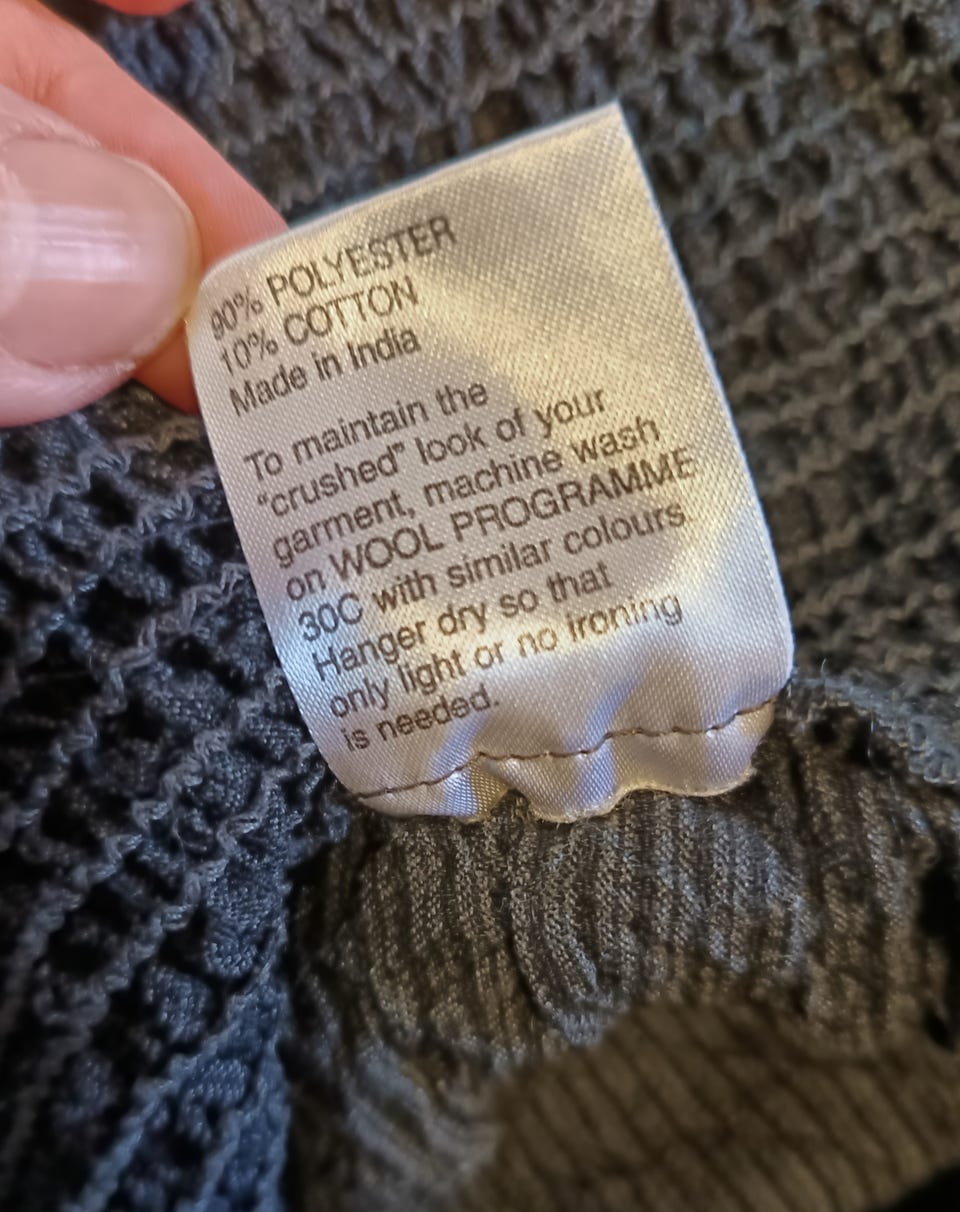 90% POLYESTER
10% COTTON
Made in India
To maintain the
"crushed" look of your
garment, machine wash
on WOOL PROGRAMME
30C with similar colours
Hanger dry so that
only light or no ironing
is needed.